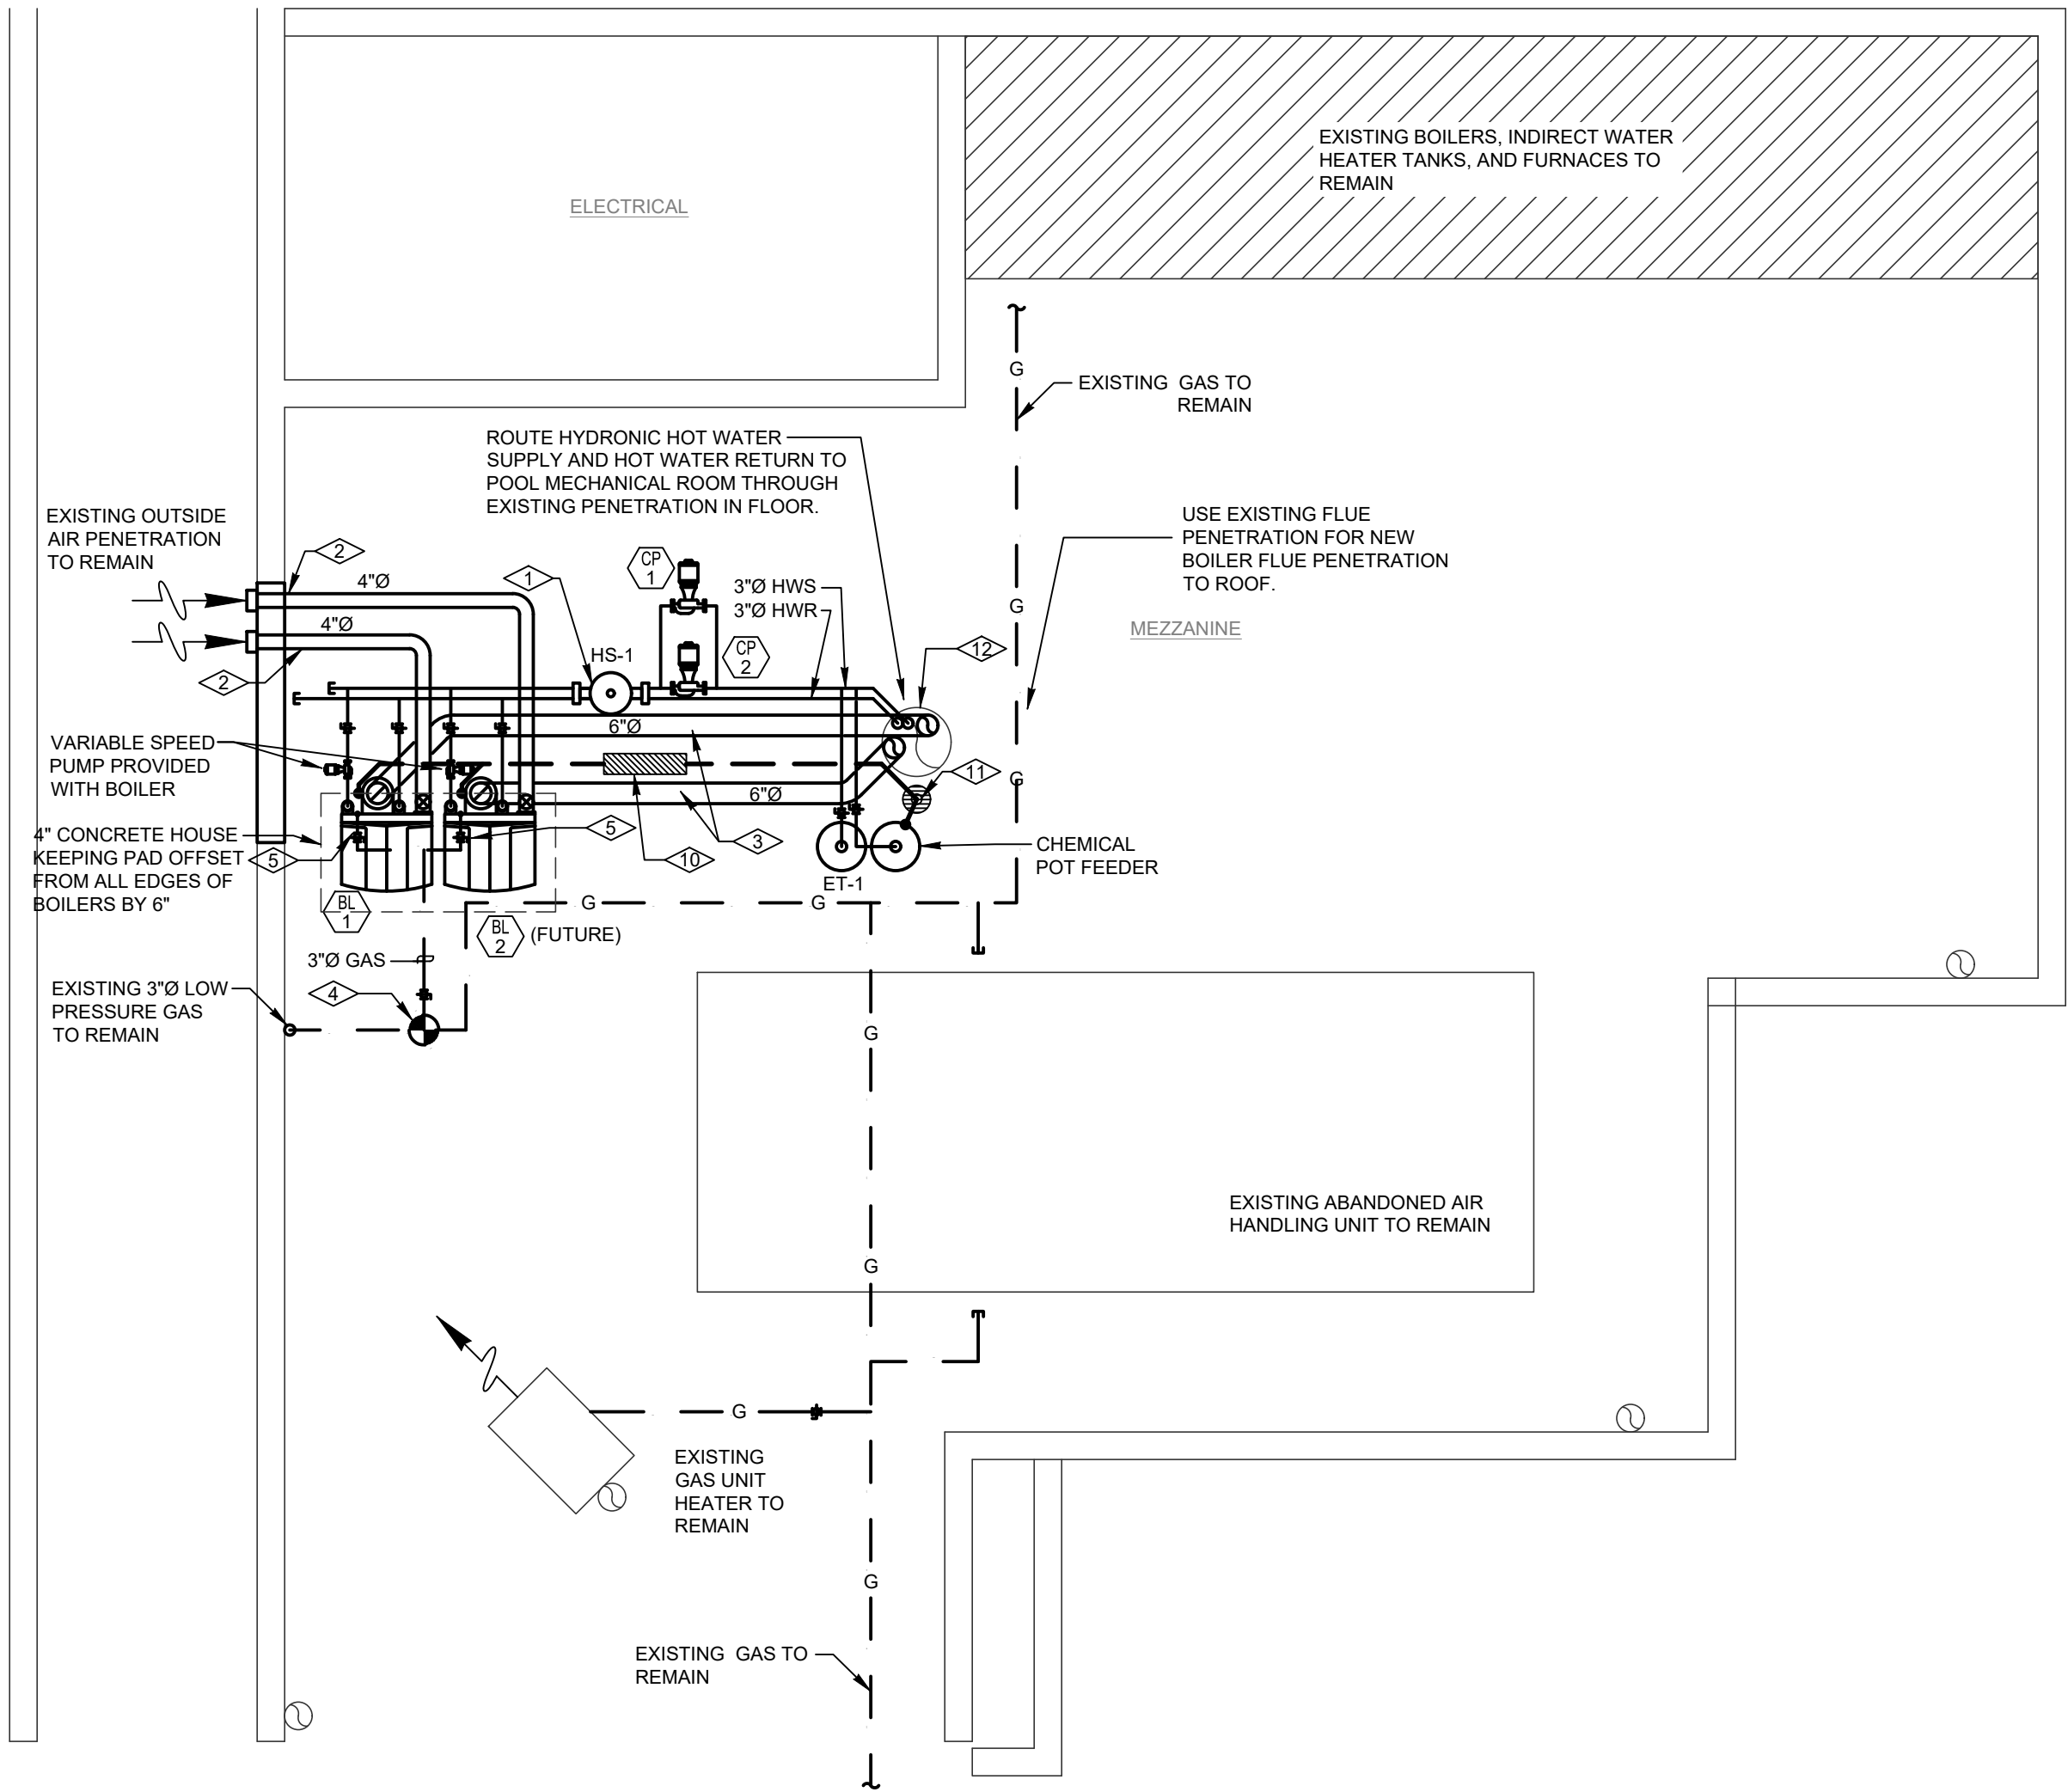 EXISTING BOILERS, INDIRECT WATER
HEATER TANKS, AND FURNACES TO
REMAIN
ELECTRICAL
G
EXISTING GAS TO
REMAIN
ROUTE HYDRONIC HOT WATER
SUPPLY AND HOT WATER RETURN TO
POOL MECHANICAL ROOM THROUGH
EXISTING PENETRATION IN FLOOR.
EXISTING OUTSIDE
AIR PENETRATION
TO REMAIN
USE EXISTING FLUE
PENETRATION FOR NEW
BOILER FLUE PENETRATION
TO ROOF.
2
4"Ø
1
CP
1
3"Ø HWS
3"Ø HWR
G
MEZZANINE
4"Ø
HS-1
CP
2
12
2
6"Ø
VARIABLE SPEED
PUMP PROVIDED
WITH BOILER
11
G
6"Ø
4" CONCRETE HOUSE
KEEPING PAD OFFSET
FROM ALL EDGES OF
BOILERS BY 6"
5
5
10
3
CHEMICAL
POT FEEDER
ET-1
BL
1
G
G
BL
2
(FUTURE)
3"Ø GAS
4
EXISTING 3"Ø LOW
PRESSURE GAS
TO REMAIN
G
EXISTING ABANDONED AIR
HANDLING UNIT TO REMAIN
G
G
EXISTING
GAS UNIT
HEATER TO
REMAIN
G
EXISTING GAS TO
REMAIN